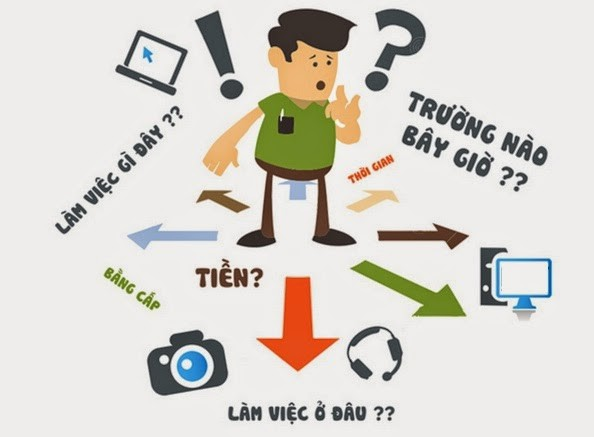 LÀM VIỆC GÌ ĐÂY ??
TRƯỜNG NÀO
BÂY GIỜ ??
THỜI GIAN
BẰNG CẤP
TIỀN?
LÀM VIỆC Ở ĐÂU ??